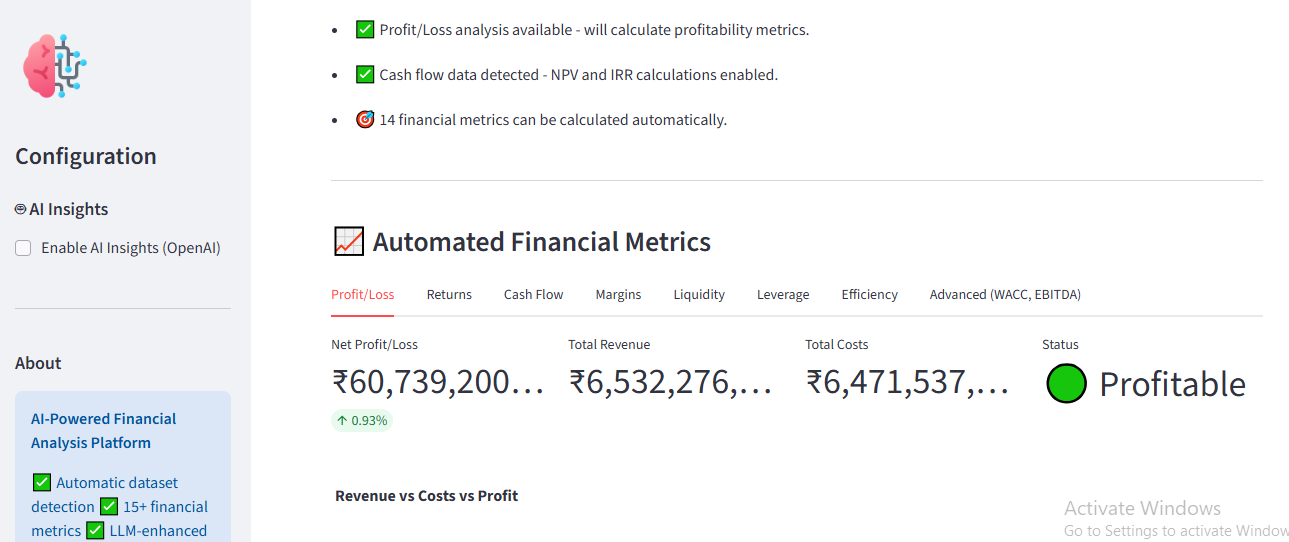 Configuration
AI Insights
Enable AI Insights (OpenAI)
About
AI-Powered Financial
Analysis Platform
✅ Automatic dataset
detection ✅ 15+ financial
metrics ✅ LLM-enhanced
• ✅ Profit/Loss analysis available - will calculate profitability metrics.
• ✅ Cash flow data detected - NPV and IRR calculations enabled.
• 🎯 14 financial metrics can be calculated automatically.
📈 Automated Financial Metrics
Profit/Loss Returns Cash Flow Margins Liquidity Leverage Efficiency Advanced (WACC, EBITDA)
Net Profit/Loss Total Revenue Total Costs Status
₹60,739,200… ₹6,532,276,… ₹6,471,537,… 🟢 Profitable
↑ 0.93%
Revenue vs Costs vs Profit
Activate Windows
Go to Settings to activate Window